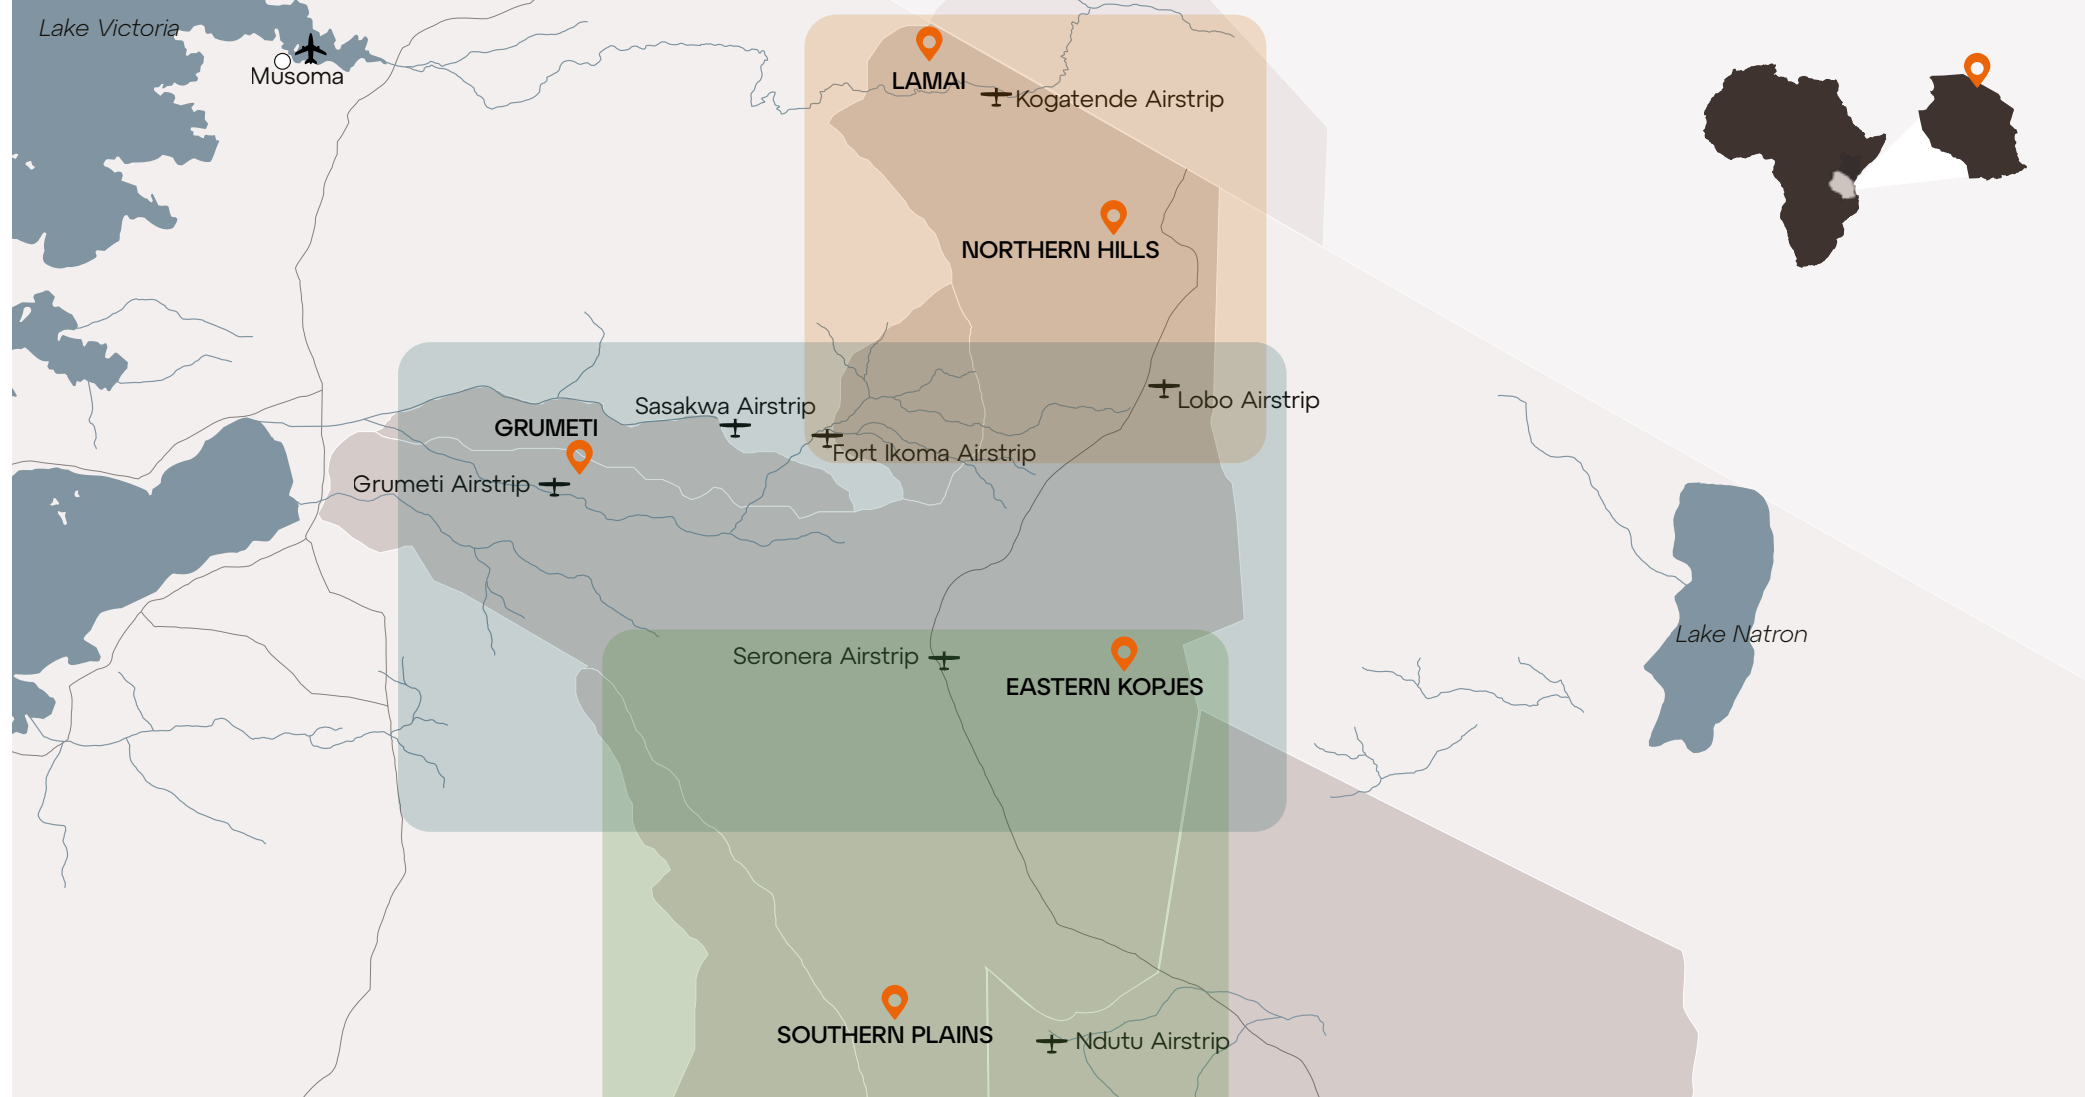 Lake Victoria
Musoma
LAMAI
Kogatende Airstrip
NORTHERN HILLS
Lobo Airstrip
Sasakwa Airstrip
GRUMETI
Fort Ikoma Airstrip
Grumeti Airstrip
Lake Natron
Seronera Airstrip
EASTERN KOPJES
SOUTHERN PLAINS
Ndutu Airstrip